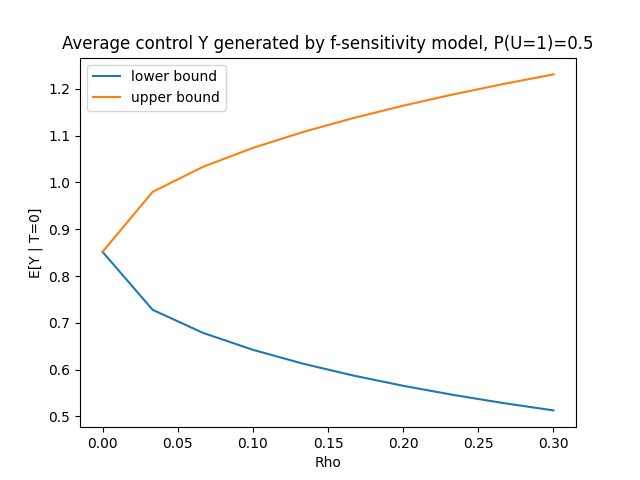 Average control Y generated by f-sensitivity model, P(U=1)=0.5
lower bound
upper bound
E[Y | T=0]
1.2
1.1
1.0
0.9
0.8
0.7
0.6
0.5
0.00 0.05 0.10 0.15 0.20 0.25 0.30
Rho